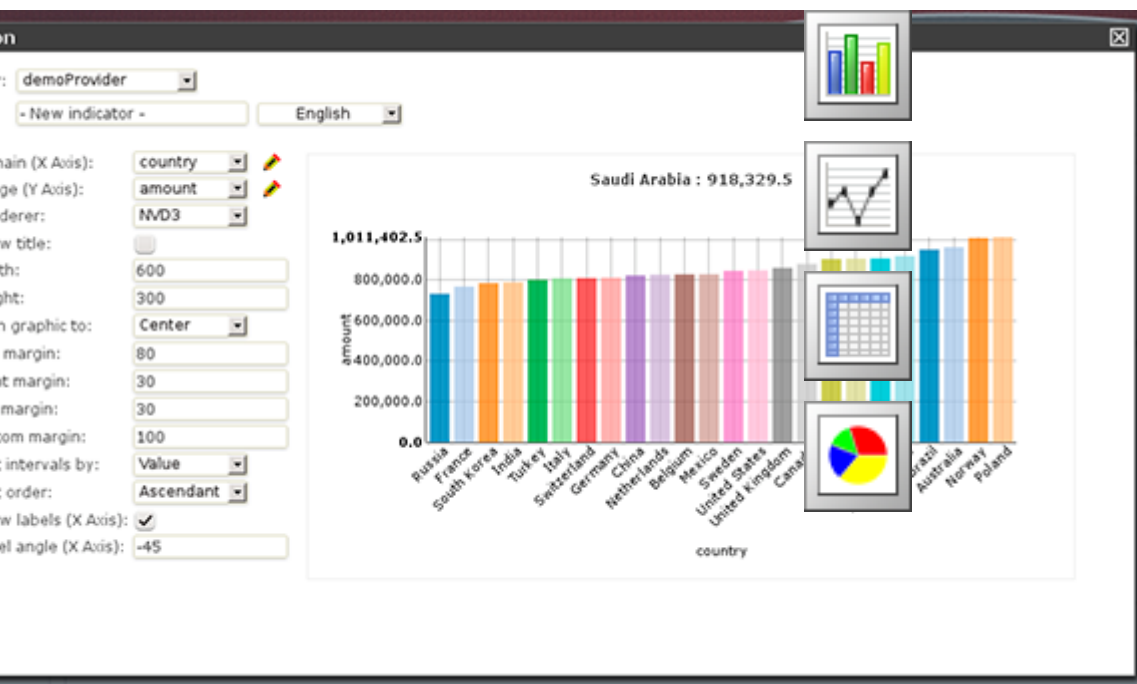 on
r:
demoProvider
- New indicator -
English
main (X Axis):
country
ge (Y Axis):
amount
derer:
NVD3
w title:
th:
600
ght:
300
n graphic to:
Center
margin:
80
ht margin:
30
margin:
30
tom margin:
100
t intervals by:
Value
t order:
Ascendant
w labels (X Axis):
el angle (X Axis):
-45
Saudi Arabia : 918,329.5
1,011,402.5
800,000.0
600,000.0
400,000.0
200,000.0
0.0
amount
Russia
France
South Korea
India
Turkey
Italy
Switzerland
Germany
China
Netherlands
Belgium
Mexico
Sweden
United States
United Kingdom
Cana
razil
Australia
Norway
Poland
country